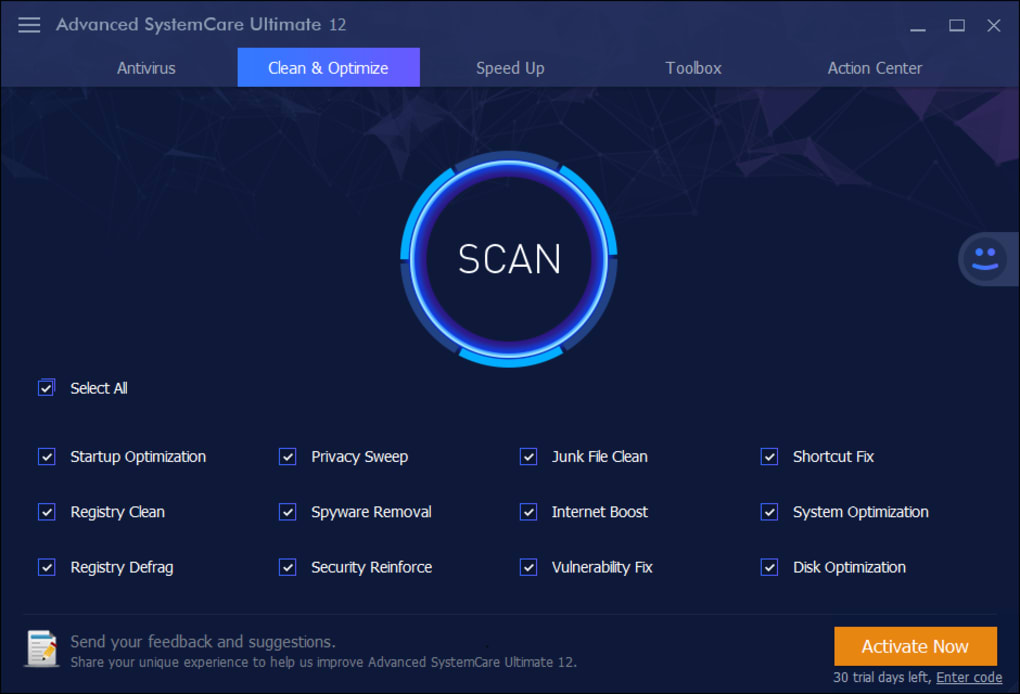 Advanced SystemCare Ultimate 12
Antivirus Clean & Optimize Speed Up Toolbox Action Center
SCAN
Select All
Startup Optimization Privacy Sweep Junk File Clean Shortcut Fix
Registry Clean Spyware Removal Internet Boost System Optimization
Registry Defrag Security Reinforce Vulnerability Fix Disk Optimization
Send your feedback and suggestions.
Share your unique experience to help us improve Advanced SystemCare Ultimate 12.
Activate Now
30 trial days left, Enter code